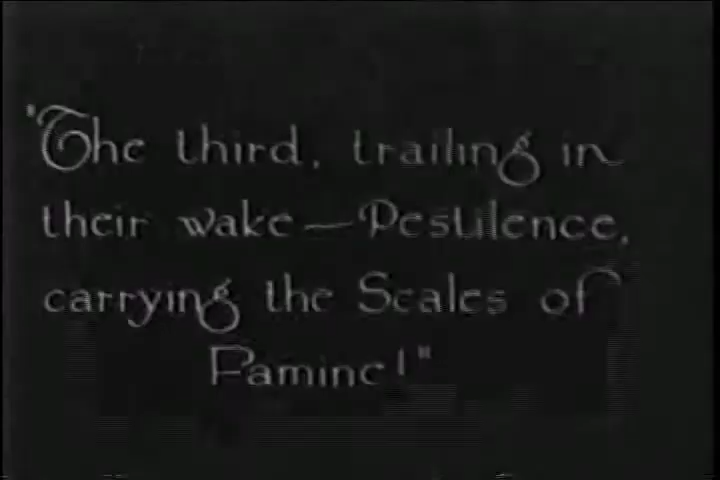 "The third, trailing in
their wake—Pestilence,
carrying the Scales of
Famine!"